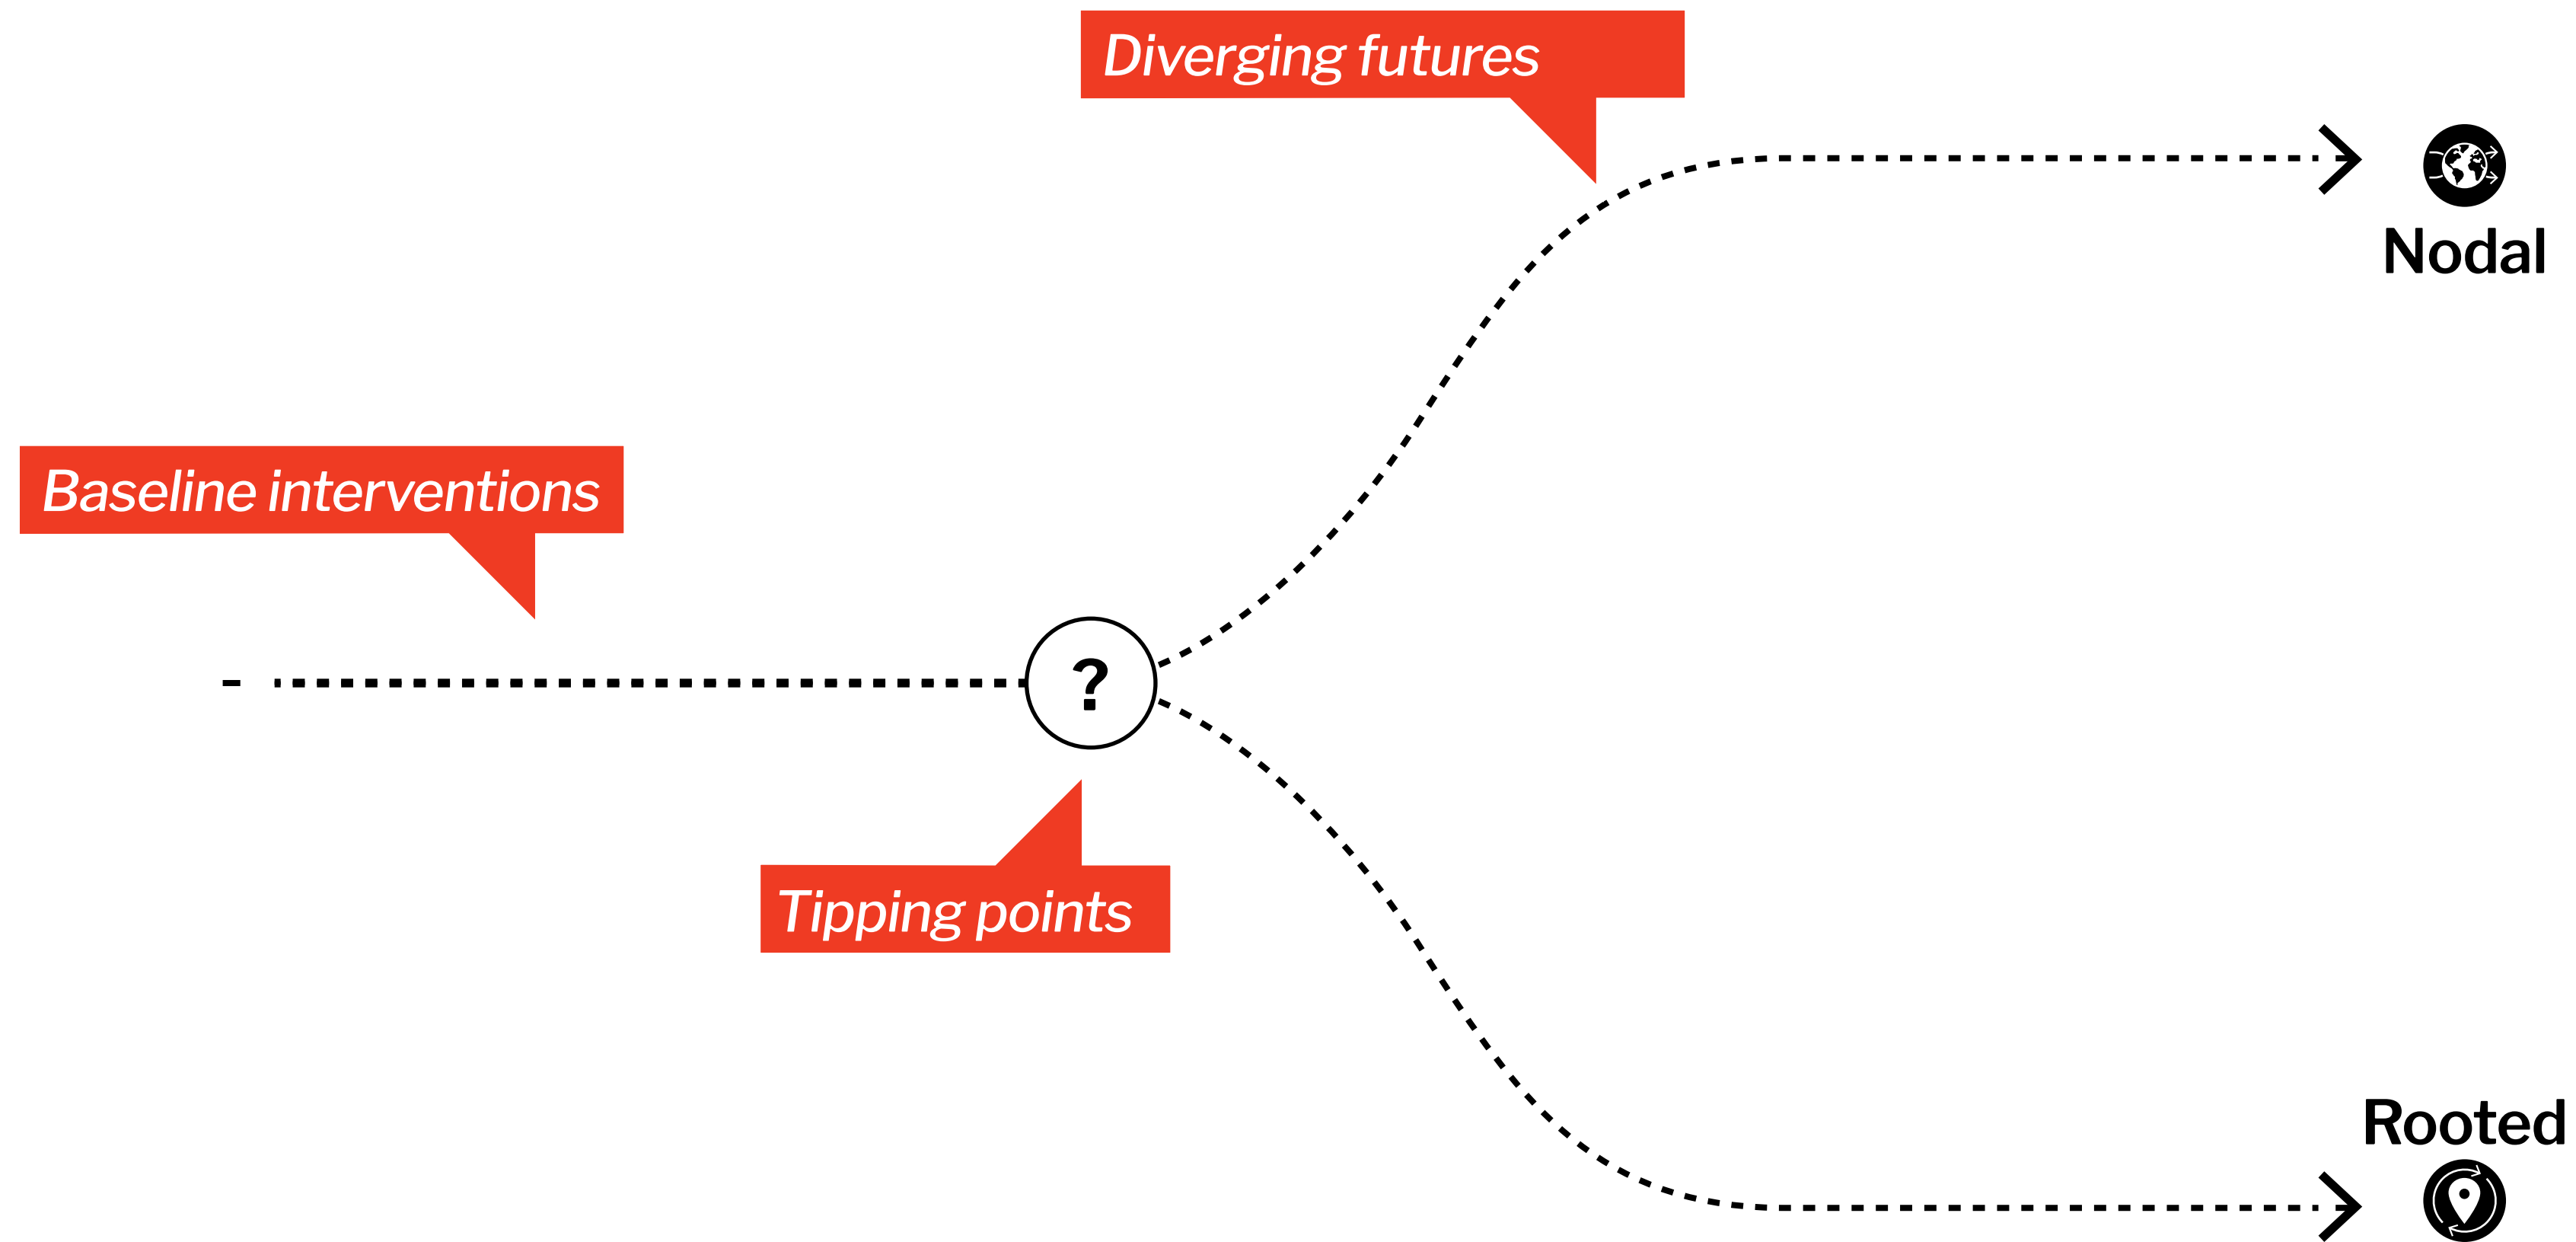 Diverging futures
Nodal
Baseline interventions
?
Tipping points
Rooted